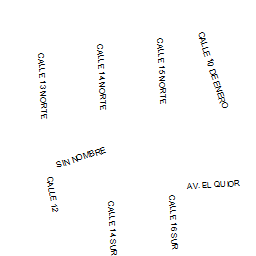 CALLE 13 NORTE
CALLE 14 NORTE
CALLE 15 NORTE
CALLE 10 DE ENERO
SIN NOMBRE
CALLE 12
CALLE 14 SUR
CALLE 16 SUR
AV. EL QUIOR